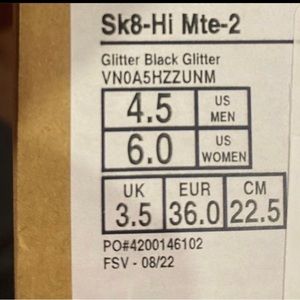 Sk8-Hi Mte-2
Glitter Black Glitter
VN0A5HZZUNM
4.5 US MEN
6.0 US WOMEN
UK EUR CM
3.5 36.0 22.5
PO#4200146102
FSV - 08/22